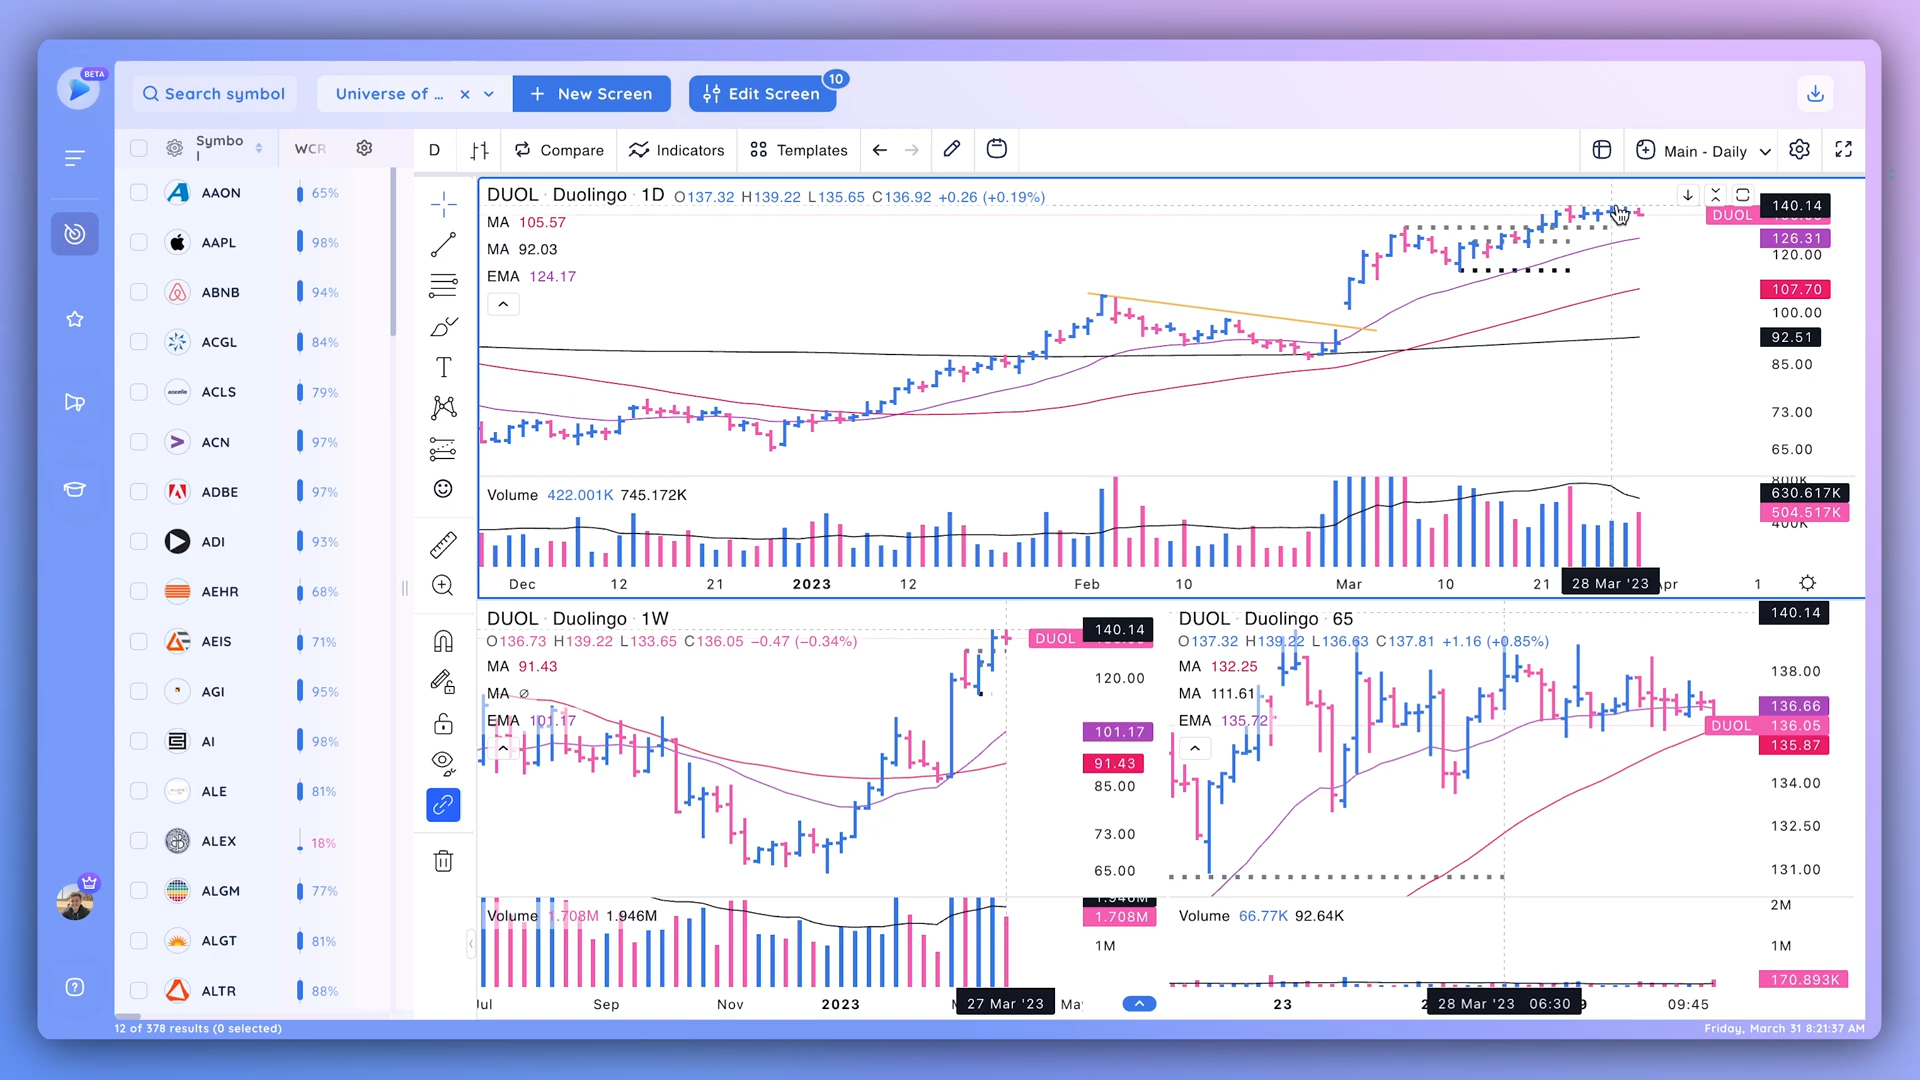 BETA
Search symbol
Universe of ...
New Screen
Edit Screen
10
Symbo
l
WCR
D
Compare
Indicators
Templates
Main - Daily
AAON 65%
AAPL 98%
ABNB 94%
ACGL 84%
ACLS 79%
ACN 97%
ADBE 97%
ADI 93%
AEHR 68%
AEIS 71%
AGI 95%
AI 98%
ALE 81%
ALEX 18%
ALGM 77%
ALGT 81%
ALTR 88%
12 of 378 results (0 selected)
DUOL · Duolingo · 1D O137.32 H139.22 L135.65 C136.92 +0.26 (+0.19%)
MA 105.57
MA 92.03
EMA 124.17
140.14
DUOL
126.31
120.00
107.70
100.00
92.51
85.00
73.00
65.00
Volume 422.001K 745.172K
800K
630.617K
504.517K
400K
Dec 12 21 2023 12 Feb 10 Mar 10 21 28 Mar '23 Apr 1
DUOL · Duolingo · 1W
O136.73 H139.22 L133.65 C136.05 −0.47 (−0.34%)
MA 91.43
MA ∅
EMA 101.17
140.14
DUOL
120.00
101.17
91.43
85.00
73.00
65.00
Volume 1.708M 1.946M
1.946M
1.708M
1M
Jul Sep Nov 2023 27 Mar '23 May
DUOL · Duolingo · 65
O137.32 H139.22 L136.63 C137.81 +1.16 (+0.85%)
MA 132.25
MA 111.61
EMA 135.72
140.14
138.00
136.66
DUOL 136.05
135.87
134.00
132.50
131.00
Volume 66.77K 92.64K
2M
1M
170.893K
23 28 Mar '23 06:30 09:45
Friday, March 31 8:21:37 AM